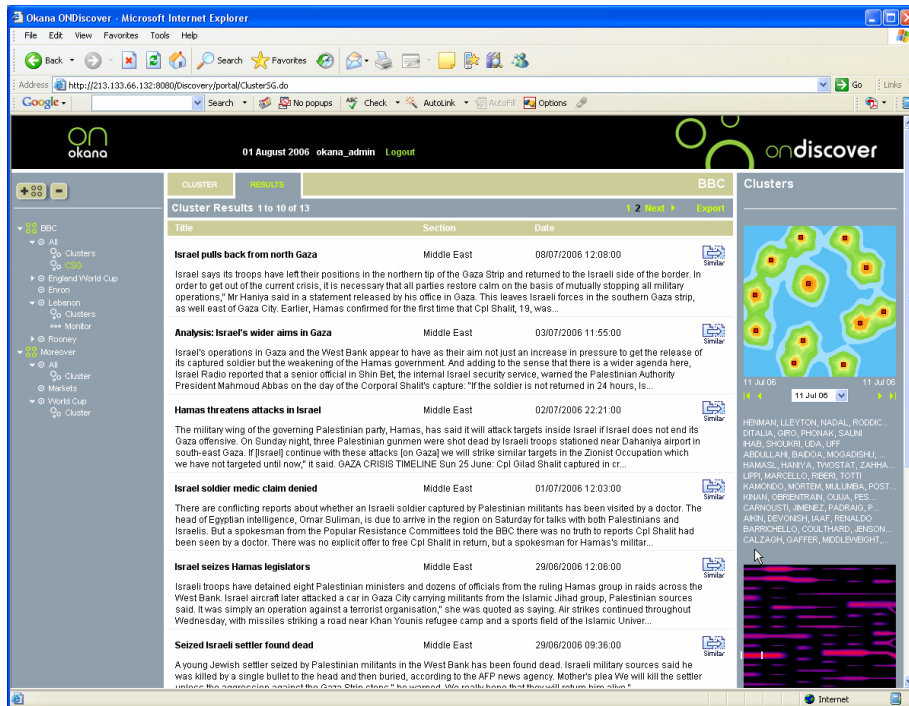 Okana ONDiscover - Microsoft Internet Explorer
File Edit View Favorites Tools Help
Back Search Favorites
Address http://213.133.66.132:8080/Discovery/portal/ClusterSG.do Go Links
Google Search No popups Check AutoLink AutoFill Options
on
okana
01 August 2006 okana_admin Logout
ondiscover
CLUSTER RESULTS BBC
Cluster Results 1 to 10 of 13 1 2 Next Export
Title Section Date
BBC
All
Clusters
CSG
England World Cup
Enron
Lebanon
Clusters
Monitor
Rooney
Moreover
All
Cluster
Markets
World Cup
Cluster
Israel pulls back from north Gaza Middle East 08/07/2006 12:08:00
Similar
Israel says its troops have left their positions in the northern tip of the Gaza Strip and returned to the Israeli side of the border. In
order to get out of the current crisis, it is necessary that all parties restore calm on the basis of mutually stopping all military
operations," Mr Haniya said in a statement released by his office in Gaza. This leaves Israeli forces in the southern Gaza strip,
as well east of Gaza City. Earlier, Hamas confirmed for the first time that Cpl Shalit, 19, was...
Analysis: Israel's wider aims in Gaza Middle East 03/07/2006 11:55:00
Similar
Israel's operations in Gaza and the West Bank appear to have as their aim not just an increase in pressure to get the release of
its captured soldier but the weakening of the Hamas government. And adding to the sense that there is a wider agenda here,
Israel Radio reported that a senior official in Shin Bet, the internal Israel security service, warned the Palestinian Authority
President Mahmoud Abbas on the day of the Corporal Shalit's capture: "If the soldier is not returned in 24 hours, Is...
Hamas threatens attacks in Israel Middle East 02/07/2006 22:21:00
Similar
The military wing of the governing Palestinian party, Hamas, has said it will attack targets inside Israel if Israel does not end its
Gaza offensive. On Sunday night, three Palestinian gunmen were shot dead by Israeli troops stationed near Dahaniya airport in
south-east Gaza. If [Israel] continue with these attacks [on Gaza] we will strike similar targets in the Zionist Occupation which
we have not targeted until now," it said. GAZA CRISIS TIMELINE Sun 25 June: Cpl Gilad Shalit captured in cr...
Israel soldier medic claim denied Middle East 01/07/2006 12:03:00
Similar
There are conflicting reports about whether an Israeli soldier captured by Palestinian militants has been visited by a doctor. The
head of Egyptian intelligence, Omar Suliman, is due to arrive in the region on Saturday for talks with both Palestinians and
Israelis. But a spokesman from the Popular Resistance Committees told the BBC there was no truth to reports Cpl Shalit had
been seen by a doctor. There was no explicit offer to free Cpl Shalit in return, but a spokesman for Hamas's militar...
Israel seizes Hamas legislators Middle East 29/06/2006 12:06:00
Similar
Israeli troops have detained eight Palestinian ministers and dozens of officials from the ruling Hamas group in raids across the
West Bank. Israel aircraft later attacked a car in Gaza City carrying militants from the Islamic Jihad group, Palestinian sources
said. It was simply an operation against a terrorist organisation," she was quoted as saying. Air strikes continued throughout
Wednesday, with missiles striking a road near Khan Younis refugee camp and a sports field of the Islamic Univer...
Seized Israeli settler found dead Middle East 29/06/2006 09:36:00
Similar
A young Jewish settler seized by Palestinian militants in the West Bank has been found dead. Israeli military sources said he
was killed by a single bullet to the head and then buried, according to the AFP news agency. Mother's plea We will kill the settler
unless the aggression against the Gaza Strip stops," he warned. We really hope that they will return him alive,"
Clusters
11 Jul 06 11 Jul 06
11 Jul 06
HENMAN, LLEYTON, NADAL, RODDIC...
DITALIA, GIRO, PHONAK, SAUNI
IHAB, SHOUKRI, UDA, UFF
ABDULLAHI, BAIDOA, MOGADISHU, ...
HAMASL, HANIYA, TWOSTAT, ZAHHA...
LIPPI, MARCELLO, RIBERI, TOTTI
KAMONDO, MORTEM, MULUMBA, POST...
KINAN, OBRIENTRAIN, OUIJA, PES...
CARNOUSTI, JIMENEZ, PADRAIG, P...
AIKIN, DEVONISH, IAAF, RENALDO
BARRICHELLO, COULTHARD, JENSON...
CALZAGH, GAFFER, MIDDLEWEIGHT,...
Internet